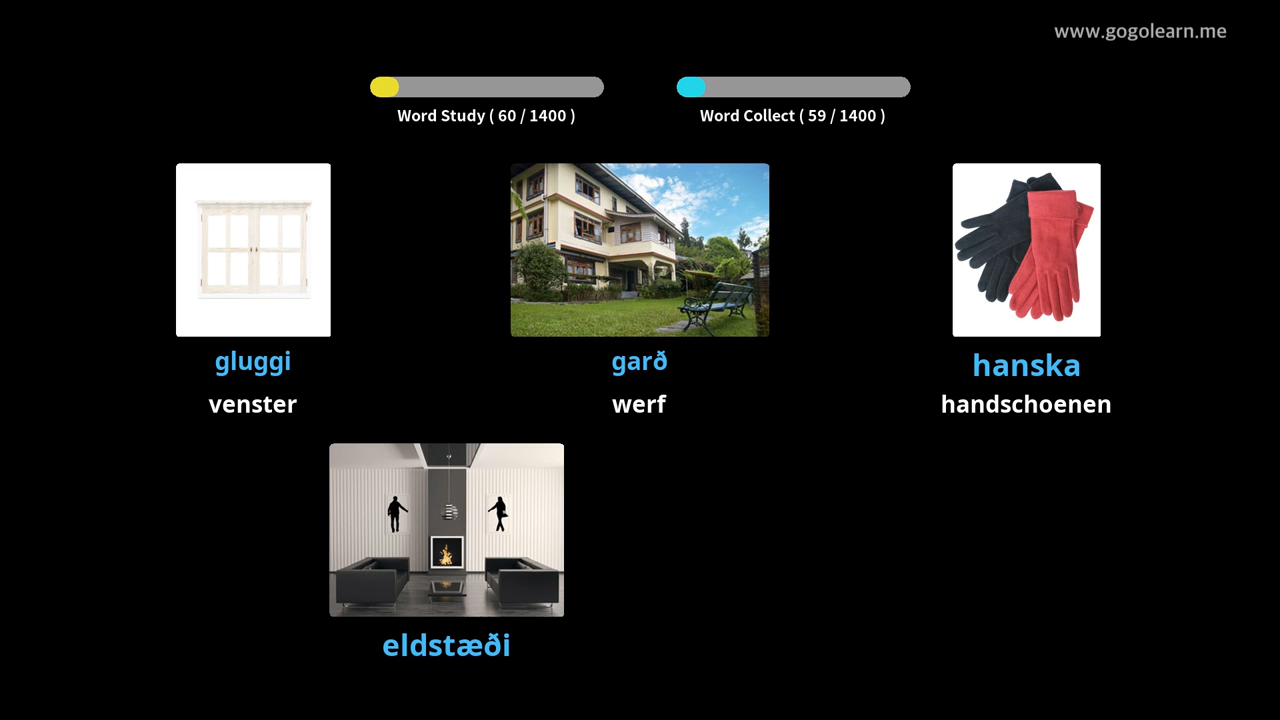 www.gogolearn.me
Word Study ( 60 / 1400 )
Word Collect ( 59 / 1400 )
gluggi
garð
hanska
venster
werf
handschoenen
eldstæði